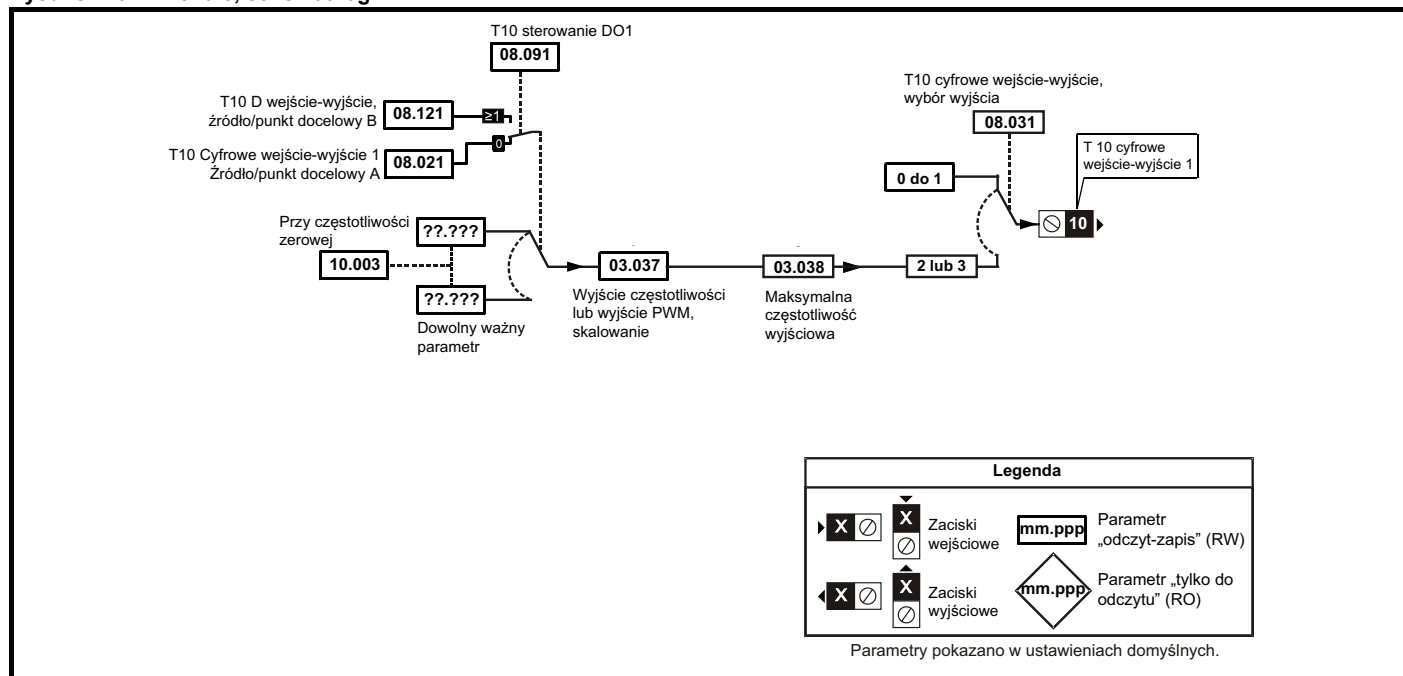 T10 sterowanie DO1
08.091
T10 D wejście-wyjście,
źródło/punkt docelowy B
08.121
≥1
0
T10 Cyfrowe wejście-wyjście 1
Źródło/punkt docelowy A
08.021
T10 cyfrowe wejście-wyjście,
wybór wyjścia
08.031
T 10 cyfrowe
wejście-wyjście 1
0 do 1
10
Przy częstotliwości
zerowej
??.???
10.003
??.???
Dowolny ważny
parametr
03.037
Wyjście częstotliwości
lub wyjście PWM,
skalowanie
03.038
Maksymalna
częstotliwość
wyjściowa
2 lub 3
Legenda
X
X
Zaciski
wejściowe
mm.ppp
Parametr
„odczyt-zapis” (RW)
X
X
Zaciski
wyjściowe
mm.ppp
Parametr „tylko do
odczytu” (RO)
Parametry pokazano w ustawieniach domyślnych.